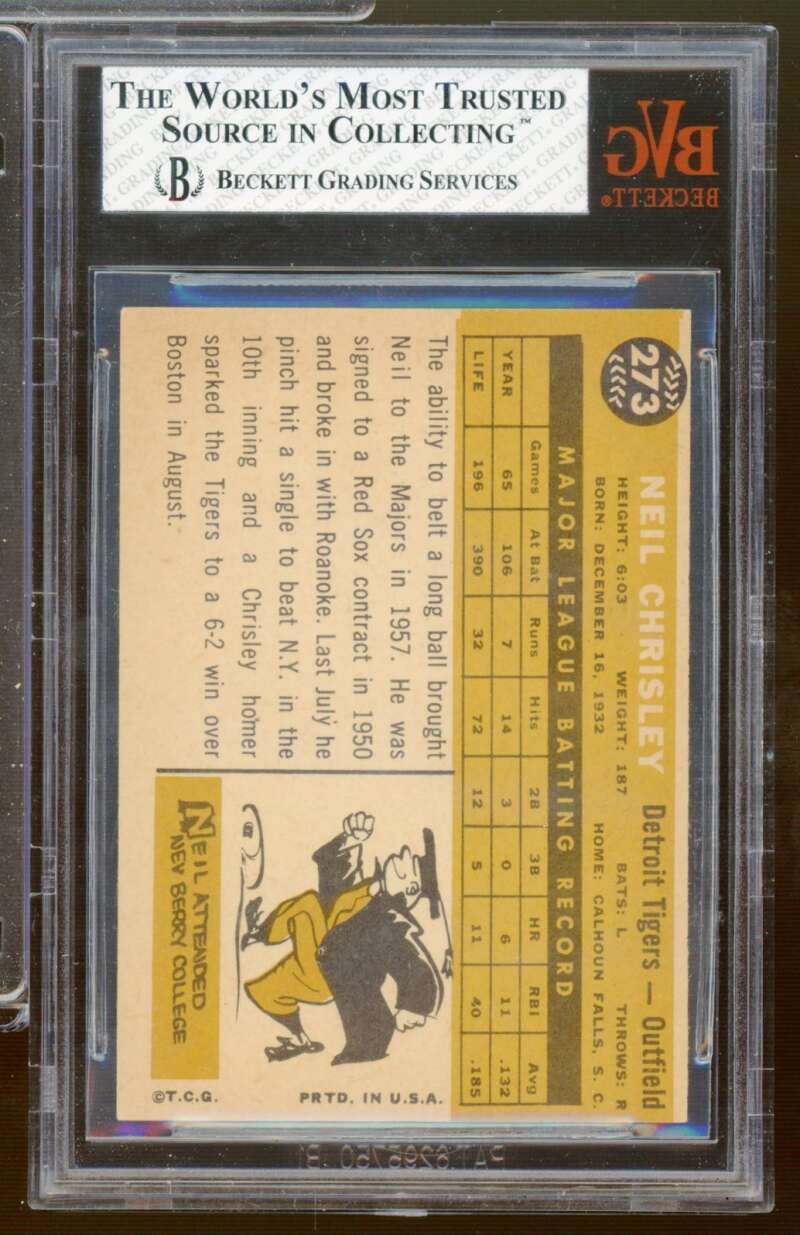 THE WORLD'S MOST TRUSTED
SOURCE IN COLLECTING™
B BECKETT GRADING SERVICES
BVG
BECKETT®
273
NEIL CHRISLEY Detroit Tigers — Outfield
HEIGHT: 6:03 WEIGHT: 187 BATS: L THROWS: R
BORN: DECEMBER 16, 1932 HOME: CALHOUN FALLS, S. C.
MAJOR LEAGUE BATTING RECORD
Games At Bat Runs Hits 2B 3B HR RBI Avg
YEAR 65 106 7 14 3 0 6 11 .132
LIFE 196 390 32 72 12 5 11 40 .185
The ability to belt a long ball brought
Neil to the Majors in 1957. He was
signed to a Red Sox contract in 1950
and broke in with Roanoke. Last July he
pinch hit a single to beat N.Y. in the
10th inning and a Chrisley homer
sparked the Tigers to a 6-2 win over
Boston in August.
NEIL ATTENDED
NEW BERRY COLLEGE
©T.C.G. PRTD. IN U.S.A.